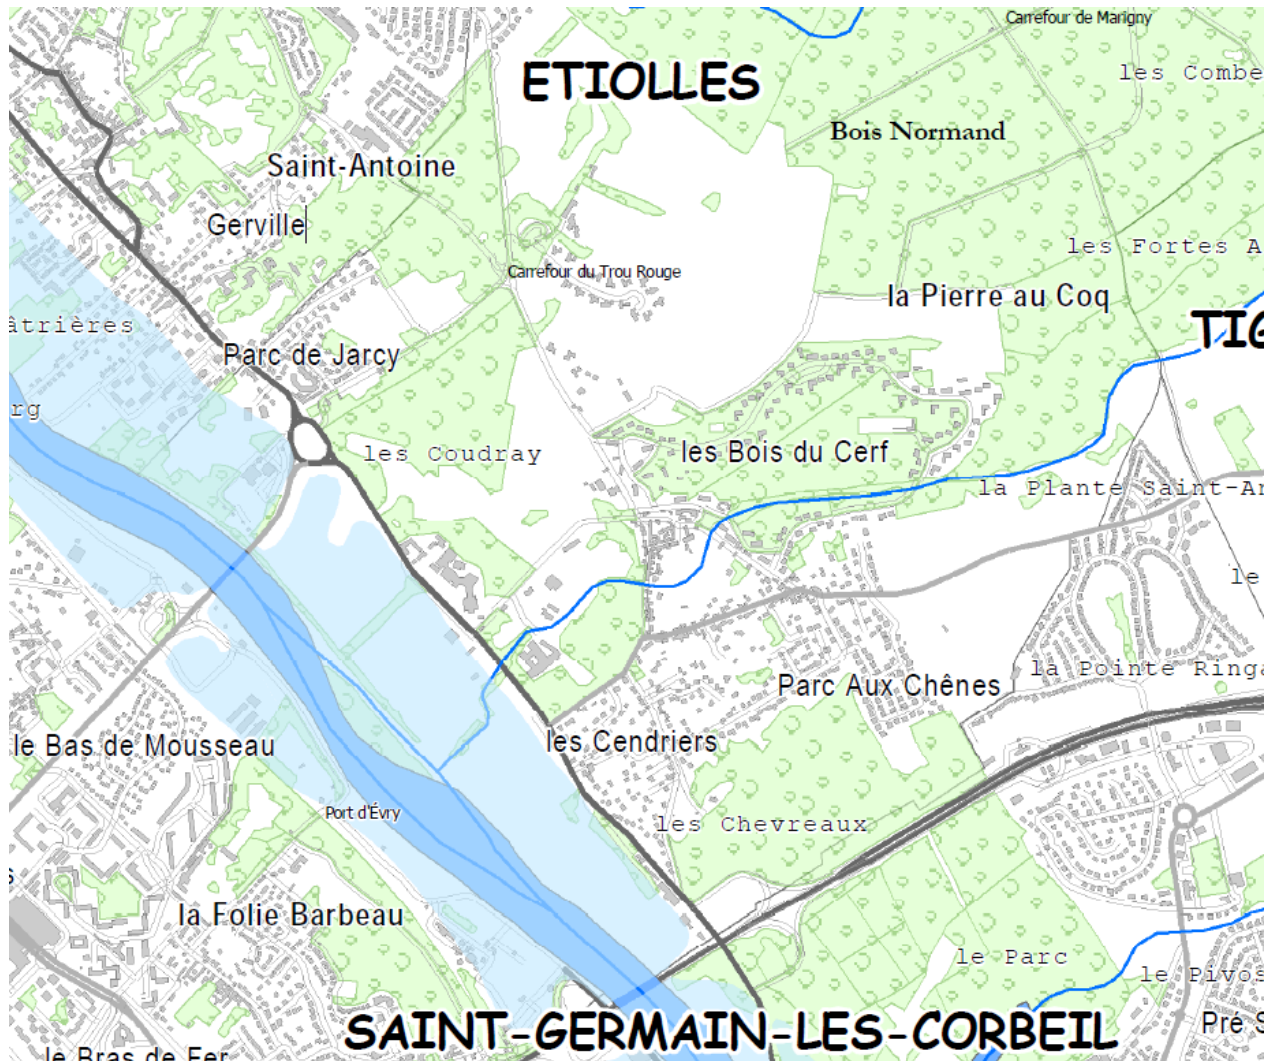 Carrefour de Marigny
les Combe
ETIOLLES
Bois Normand
Saint-Antoine
Gerville
les Fortes A
Carrefour du Trou Rouge
la Pierre au Coq
âtrières
TIG
Parc de Jarcy
rg
les Coudray
les Bois du Cerf
la Plante Saint-An
le
la Pointe Ringa
Parc Aux Chênes
le Bas de Mousseau
les Cendriers
Port d'Évry
les Chevreaux
s
la Folie Barbeau
le Parc
le Pivos
Pré S
SAINT-GERMAIN-LES-CORBEIL
le Bras de Fer